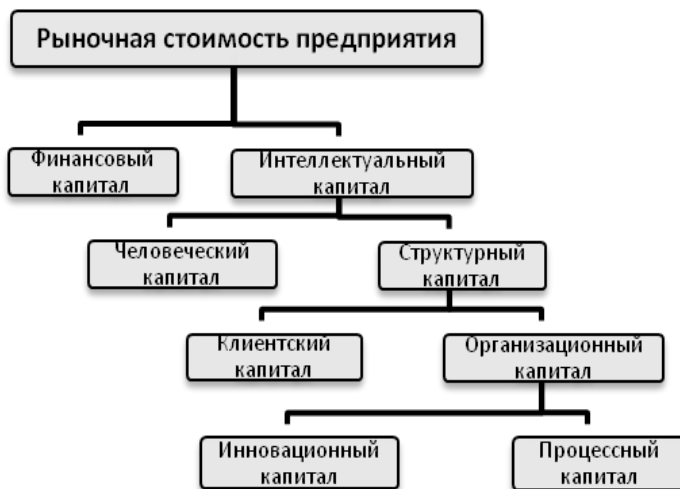 Рыночная стоимость предприятия
Финансовый
капитал
Интеллектуальный
капитал
Человеческий
капитал
Структурный
капитал
Клиентский
капитал
Организационный
капитал
Инновационный
капитал
Процессный
капитал